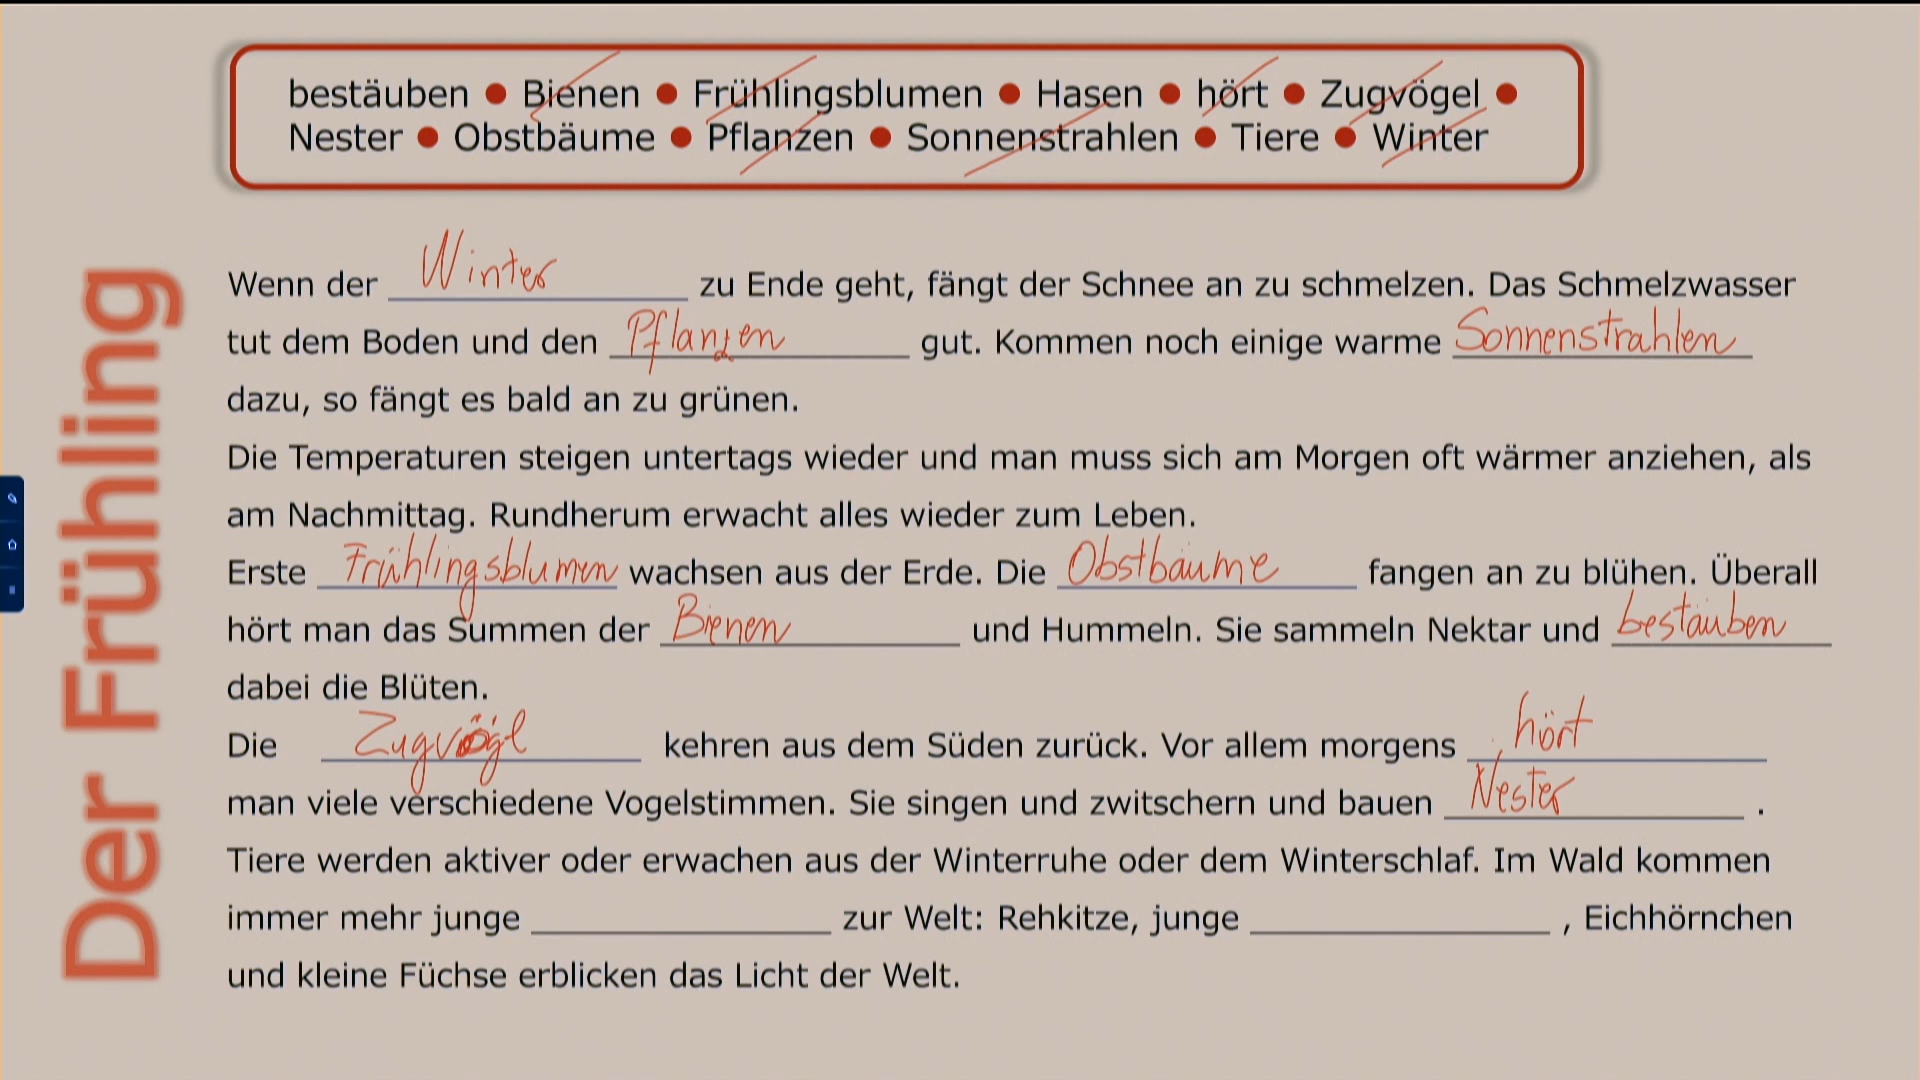 bestäuben ● Bienen ● Frühlingsblumen ● Hasen ● hört ● Zugvögel ●
Nester ● Obstbäume ● Pflanzen ● Sonnenstrahlen ● Tiere ● Winter
Der Frühling
Wenn der Winter zu Ende geht, fängt der Schnee an zu schmelzen. Das Schmelzwasser
tut dem Boden und den Pflanzen gut. Kommen noch einige warme Sonnenstrahlen
dazu, so fängt es bald an zu grünen.
Die Temperaturen steigen untertags wieder und man muss sich am Morgen oft wärmer anziehen, als
am Nachmittag. Rundherum erwacht alles wieder zum Leben.
Erste Frühlingsblumen wachsen aus der Erde. Die Obstbäume fangen an zu blühen. Überall
hört man das Summen der Bienen und Hummeln. Sie sammeln Nektar und bestäuben
dabei die Blüten.
Die Zugvögl kehren aus dem Süden zurück. Vor allem morgens hört
man viele verschiedene Vogelstimmen. Sie singen und zwitschern und bauen Nester .
Tiere werden aktiver oder erwachen aus der Winterruhe oder dem Winterschlaf. Im Wald kommen
immer mehr junge ____ zur Welt: Rehkitze, junge ____ , Eichhörnchen
und kleine Füchse erblicken das Licht der Welt.